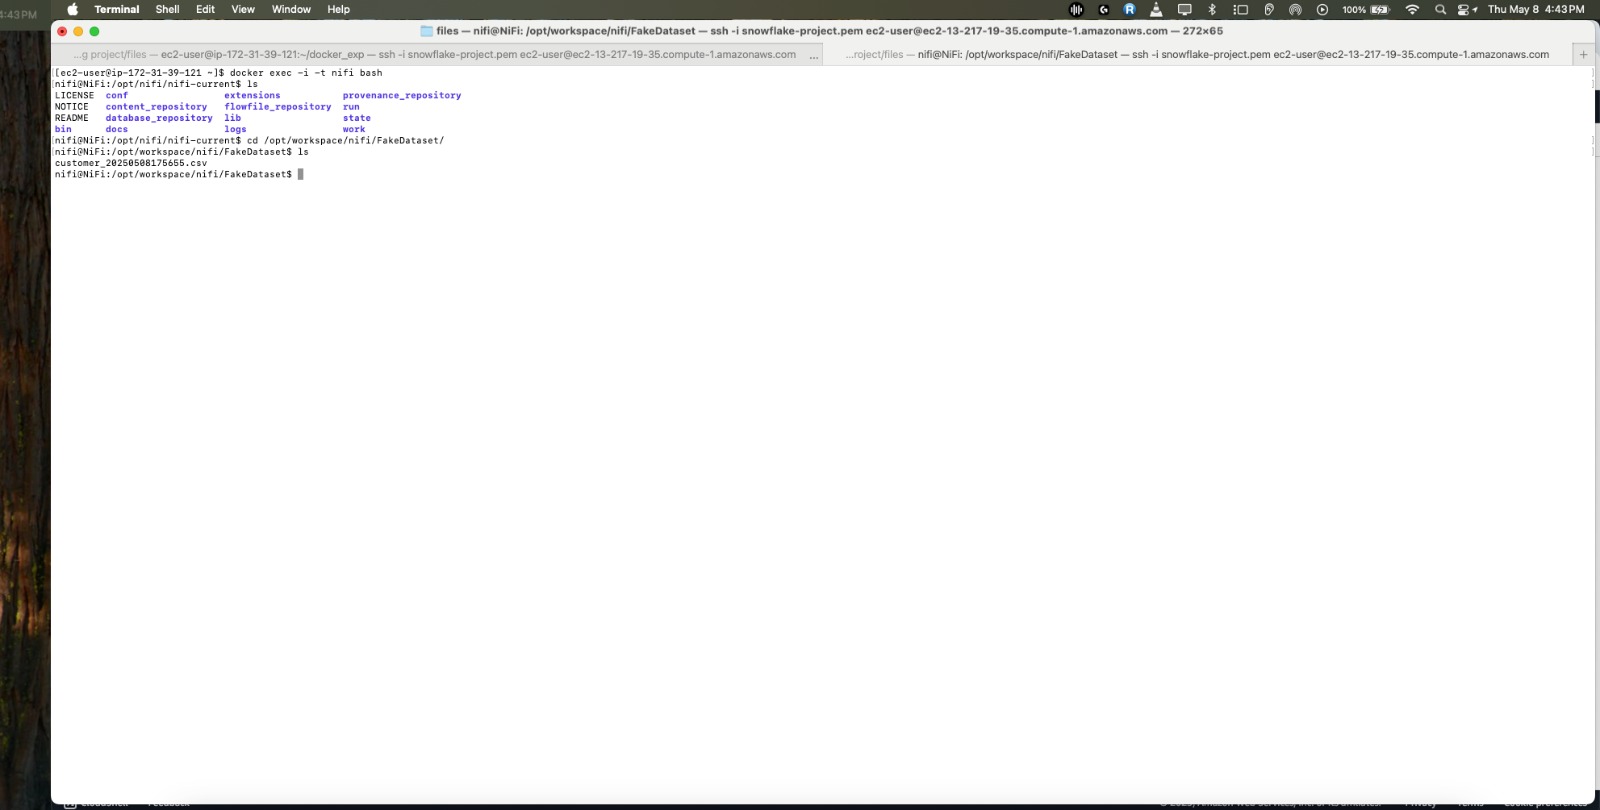 4:43PM
Terminal Shell Edit View Window Help 100% Thu May 8 4:43PM
files — nifi@NiFi: /opt/workspace/nifi/FakeDataset — ssh -i snowflake-project.pem ec2-user@ec2-13-217-19-35.compute-1.amazonaws.com — 272×65
...g project/files — ec2-user@ip-172-31-39-121:~/docker_exp — ssh -i snowflake-project.pem ec2-user@ec2-13-217-19-35.compute-1.amazonaws.com ... ...roject/files — nifi@NiFi: /opt/workspace/nifi/FakeDataset — ssh -i snowflake-project.pem ec2-user@ec2-13-217-19-35.compute-1.amazonaws.com +
[[ec2-user@ip-172-31-39-121 ~]$ docker exec -i -t nifi bash
[nifi@NiFi:/opt/nifi/nifi-current$ ls
LICENSE conf extensions provenance_repository
NOTICE content_repository flowfile_repository run
README database_repository lib state
bin docs logs work
[nifi@NiFi:/opt/nifi/nifi-current$ cd /opt/workspace/nifi/FakeDataset/
[nifi@NiFi:/opt/workspace/nifi/FakeDataset$ ls
customer_20250508175655.csv
nifi@NiFi:/opt/workspace/nifi/FakeDataset$